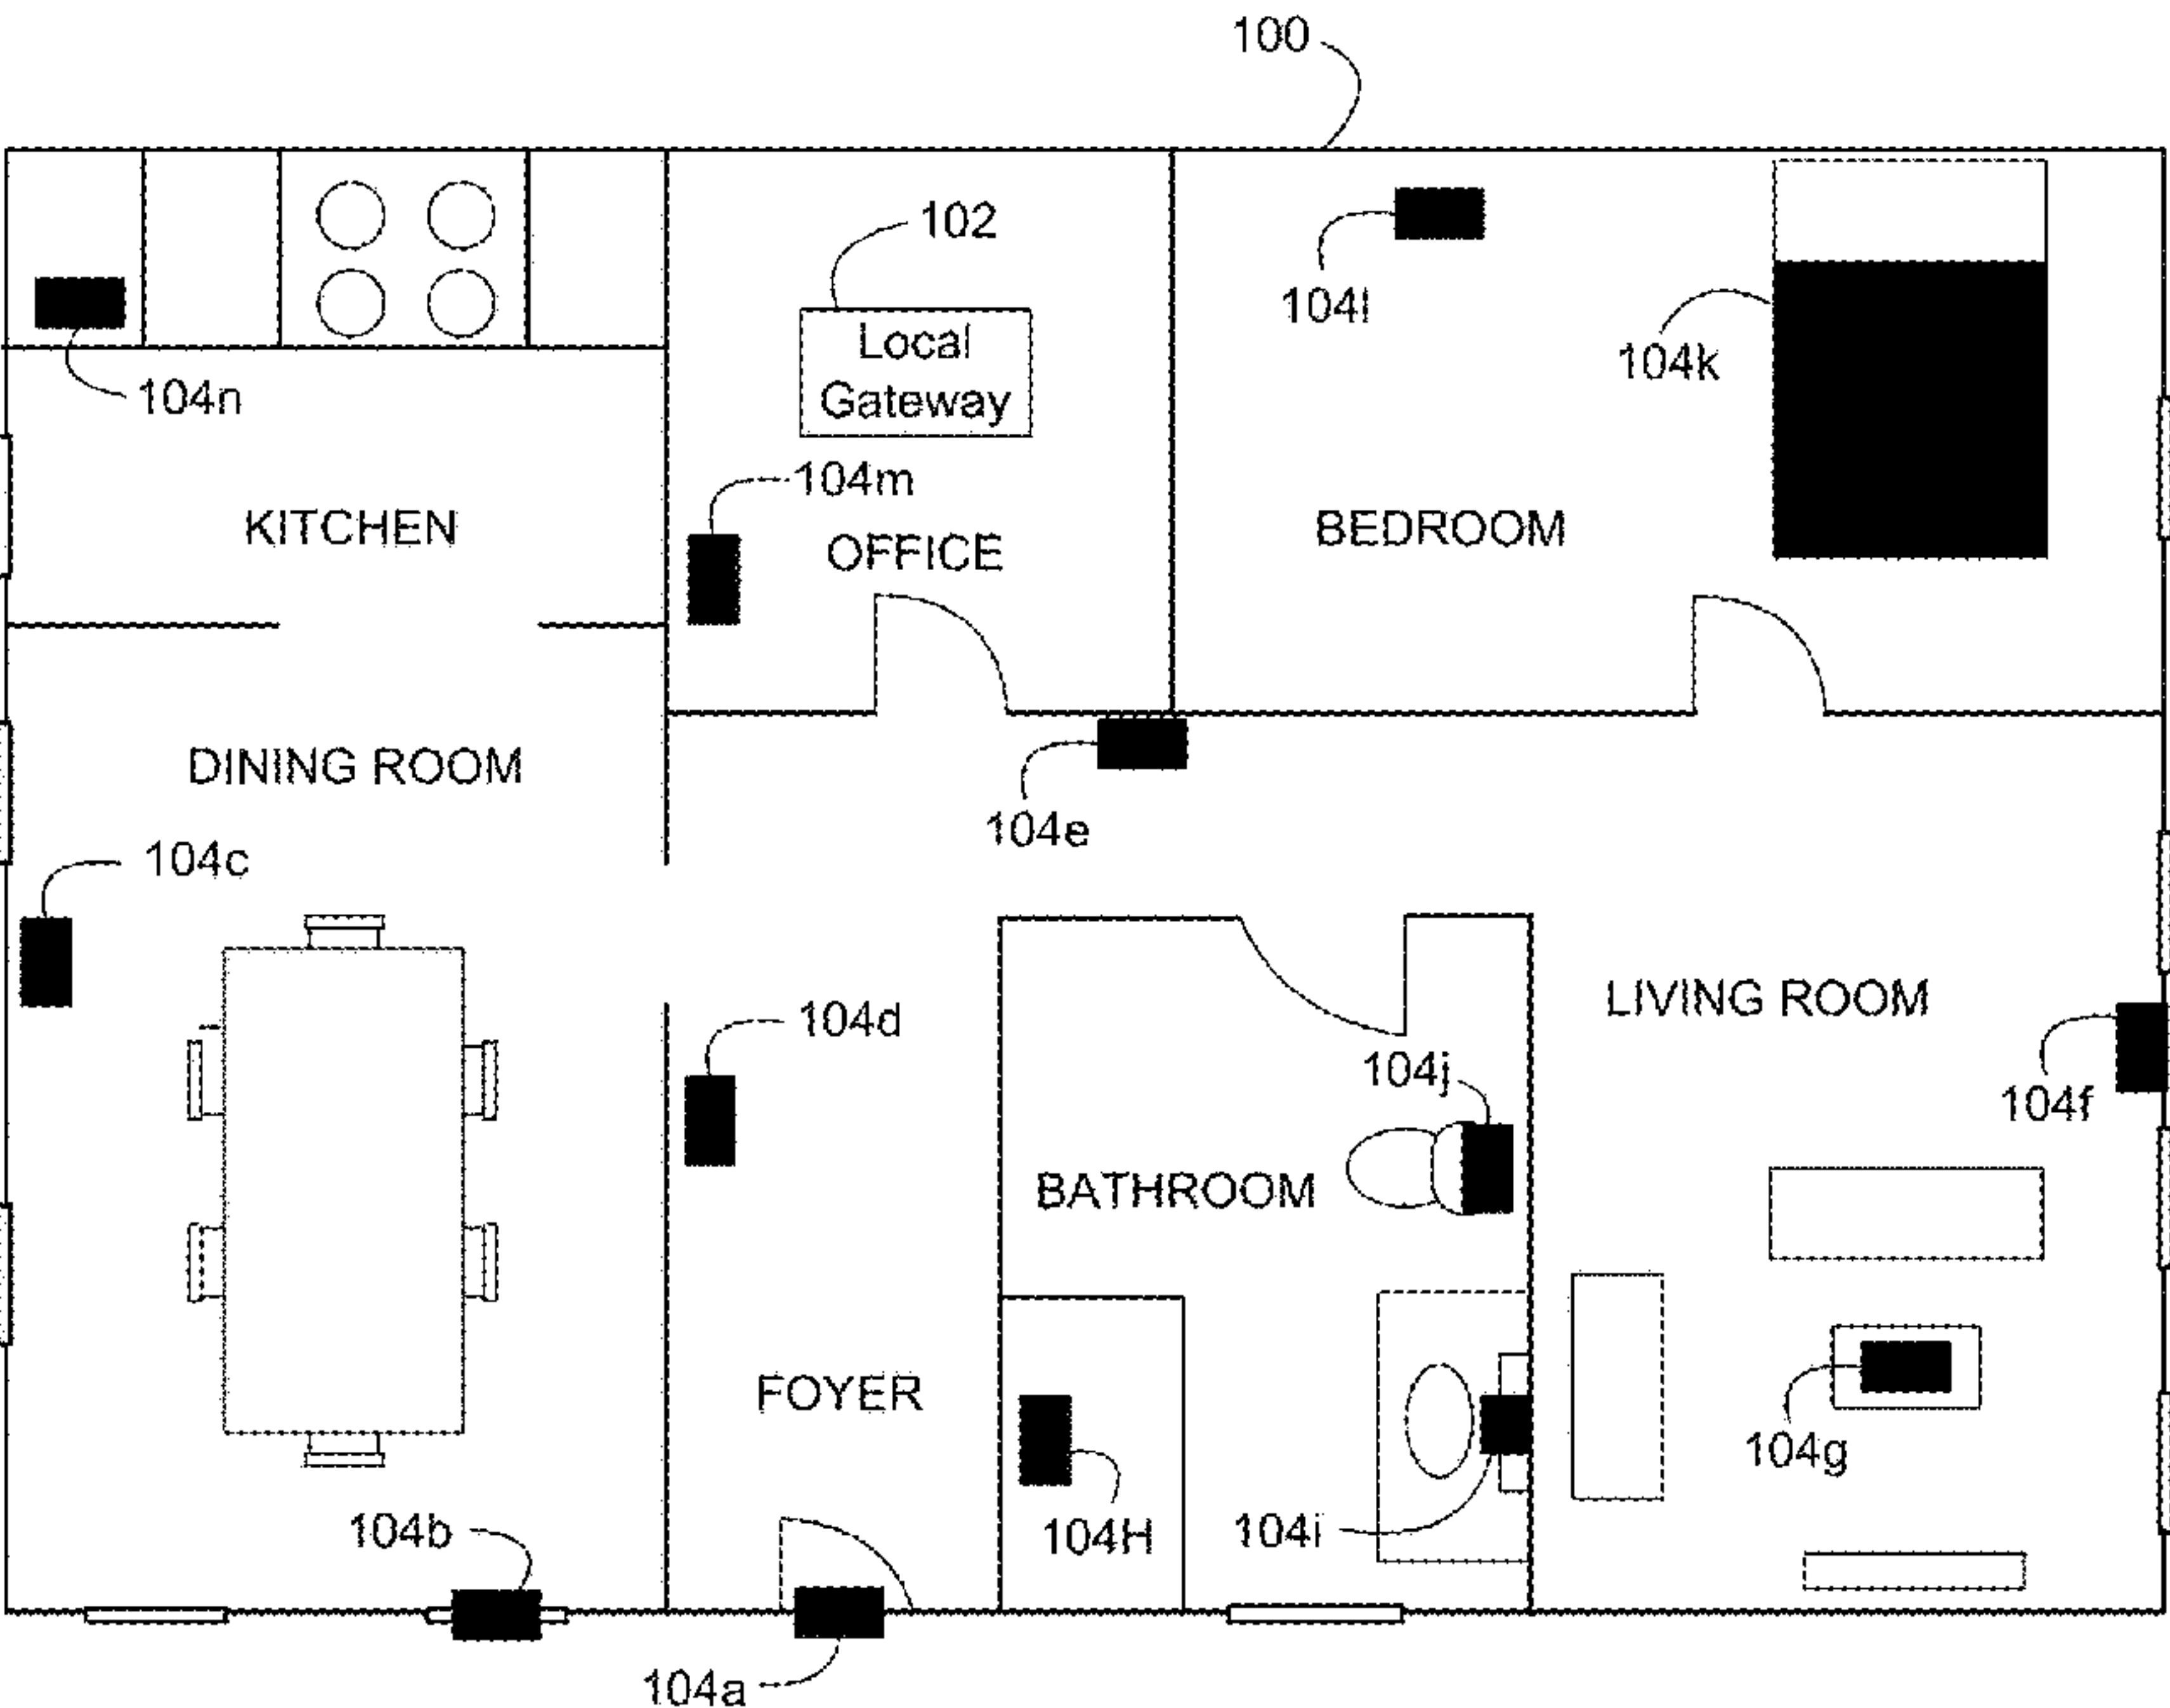 100
102
Local
Gateway
104l
104k
104n
104m
KITCHEN
OFFICE
BEDROOM
DINING ROOM
104e
104c
LIVING ROOM
104d
104j
104f
BATHROOM
FOYER
104g
104b
104H
104i
104a